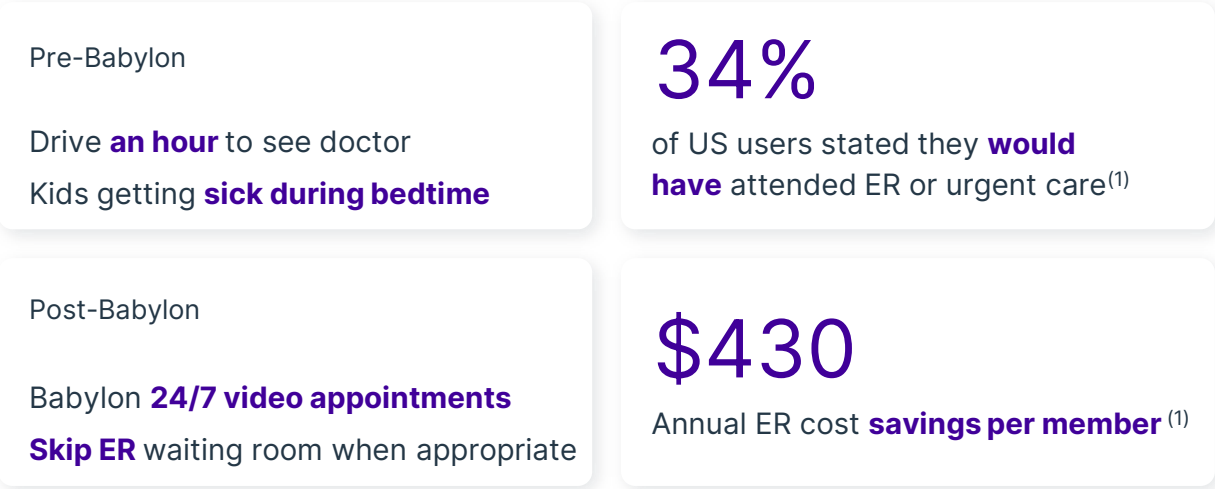 Pre-Babylon
Drive an hour to see doctor
Kids getting sick during bedtime
34%
of US users stated they would
have attended ER or urgent care(1)
Post-Babylon
Babylon 24/7 video appointments
Skip ER waiting room when appropriate
$430
Annual ER cost savings per member (1)